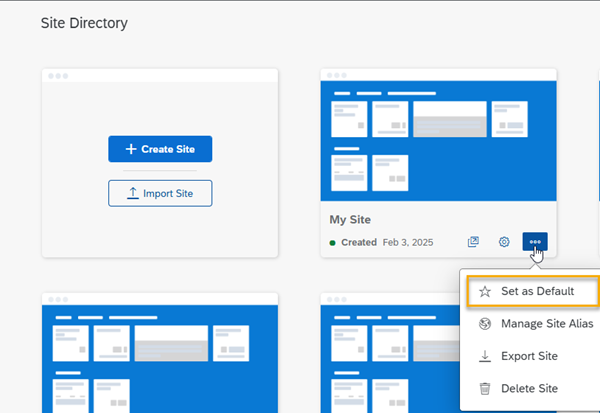 Site Directory
Create Site
Import Site
My Site
Created Feb 3, 2025
Set as Default
Manage Site Alias
Export Site
Delete Site